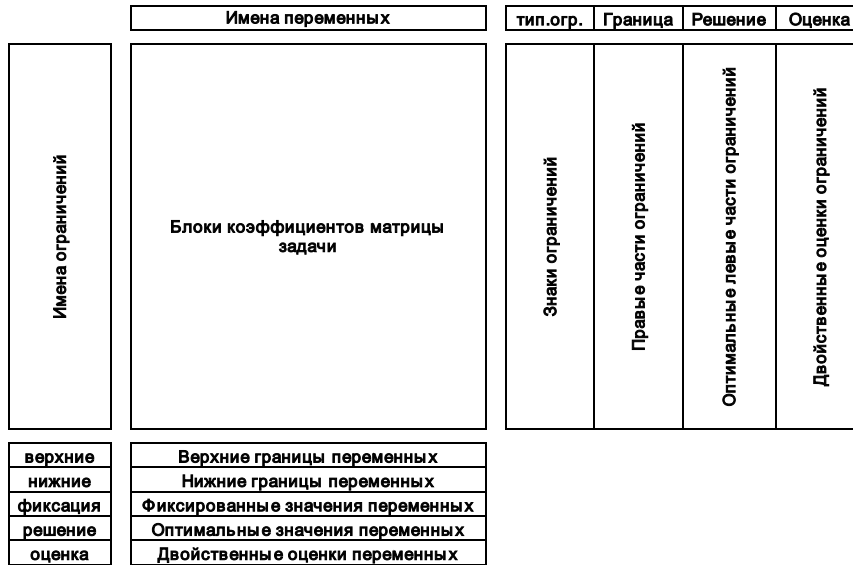 Имена переменных
тип.огр. Граница Решение Оценка
Имена ограничений
Блоки коэффициентов матрицы
задачи
Знаки ограничений
Правые части ограничений
Оптимальные левые части ограничений
Двойственные оценки ограничений
верхние Верхние границы переменных
нижние Нижние границы переменных
фиксация Фиксированные значения переменных
решение Оптимальные значения переменных
оценка Двойственные оценки переменных